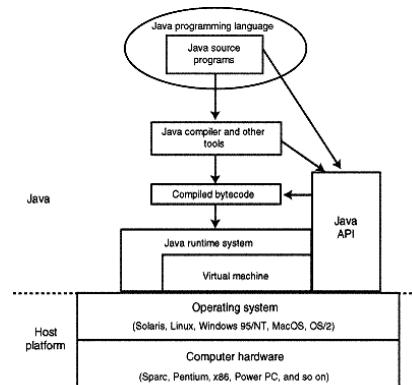 Java programming language
Java source
programs
Java compiler and other
tools
Compiled bytecode
Java
Java
API
Java runtime system
Virtual machine
Operating system
(Solaris, Linux, Windows 95/NT, MacOS, OS/2)
Host
platform
Computer hardware
(Sparc, Pentium, x86, Power PC, and so on)